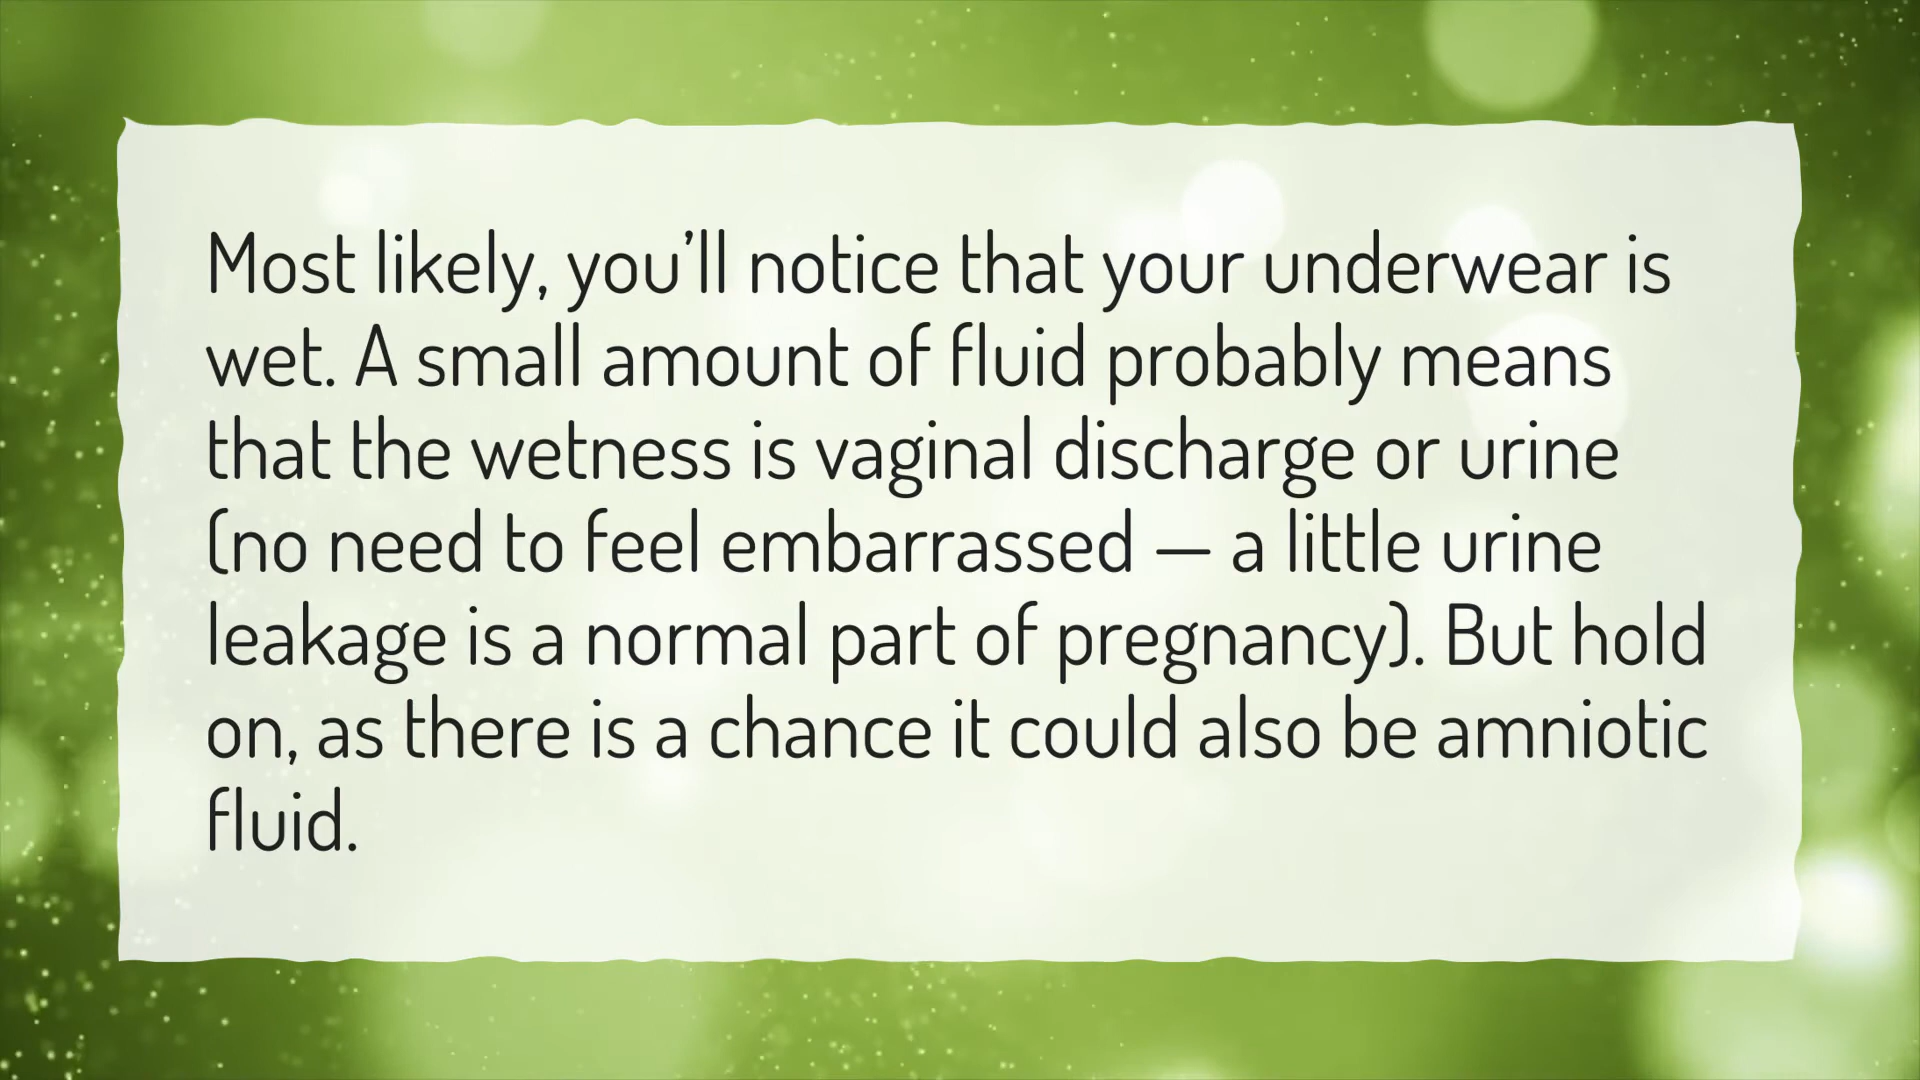 Most likely, you’ll notice that your underwear is
wet. A small amount of fluid probably means
that the wetness is vaginal discharge or urine
(no need to feel embarrassed — a little urine
leakage is a normal part of pregnancy). But hold
on, as there is a chance it could also be amniotic
fluid.